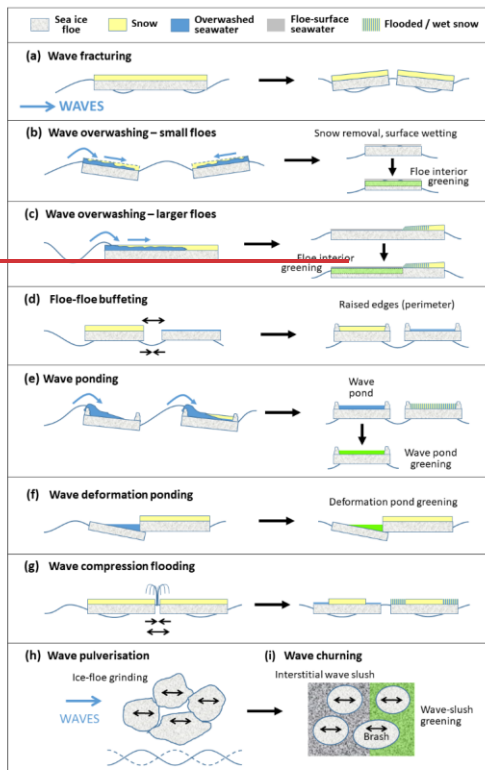 Sea ice floe
Snow
Overwashed seawater
Floe-surface seawater
Flooded / wet snow
(a) Wave fracturing
WAVES
(b) Wave overwashing – small floes
Snow removal, surface wetting
Floe interior
greening
(c) Wave overwashing – larger floes
Floe interior
greening
(d) Floe-floe buffeting
Raised edges (perimeter)
(e) Wave ponding
Wave
pond
Wave pond
greening
(f) Wave deformation ponding
Deformation pond greening
(g) Wave compression flooding
(h) Wave pulverisation
(i) Wave churning
Ice-floe grinding
Interstitial wave slush
WAVES
Wave-slush
greening
Brash